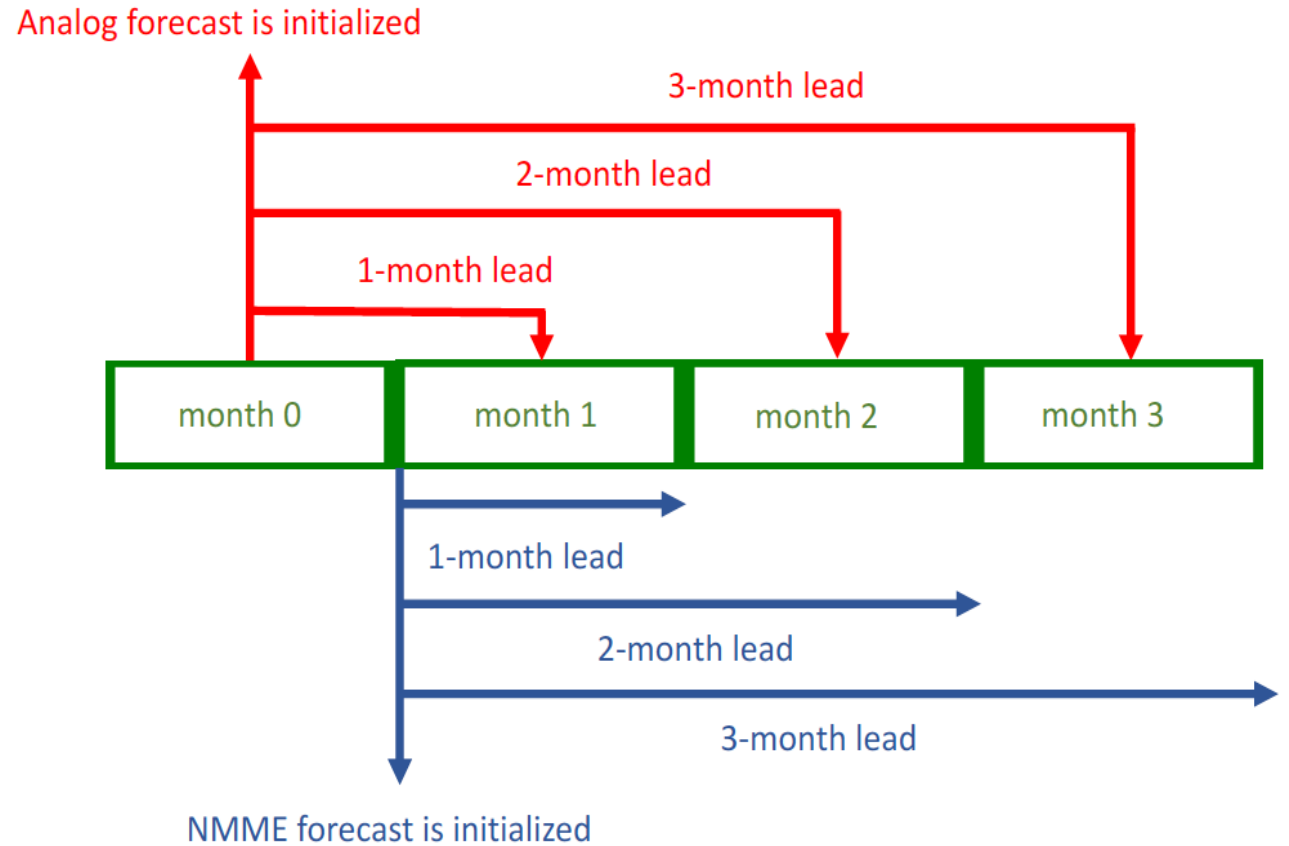 Analog forecast is initialized
3-month lead
2-month lead
1-month lead
month 0
month 1
month 2
month 3
1-month lead
2-month lead
3-month lead
NMME forecast is initialized